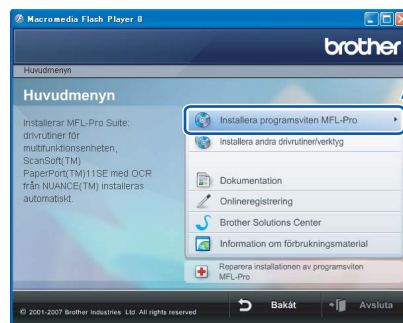 Macromedia Flash Player 8
brother
Huvudmenyn
Huvudmenyn
Installerar MFL-Pro Suite:
drivrutiner för
multifunktionsenheten,
ScanSoft(TM)
PaperPort(TM)11SE med OCR
från NUANCE(TM) installeras
automatiskt.
Installera programsviten MFL-Pro
Installera andra drivrutiner/verktyg
Dokumentation
Onlineregistrering
Brother Solutions Center
Information om förbrukningsmaterial
Reparera installationen av programsviten
MFL-Pro
© 2001-2007 Brother Industries Ltd. All rights reserved
Bakåt
Avsluta